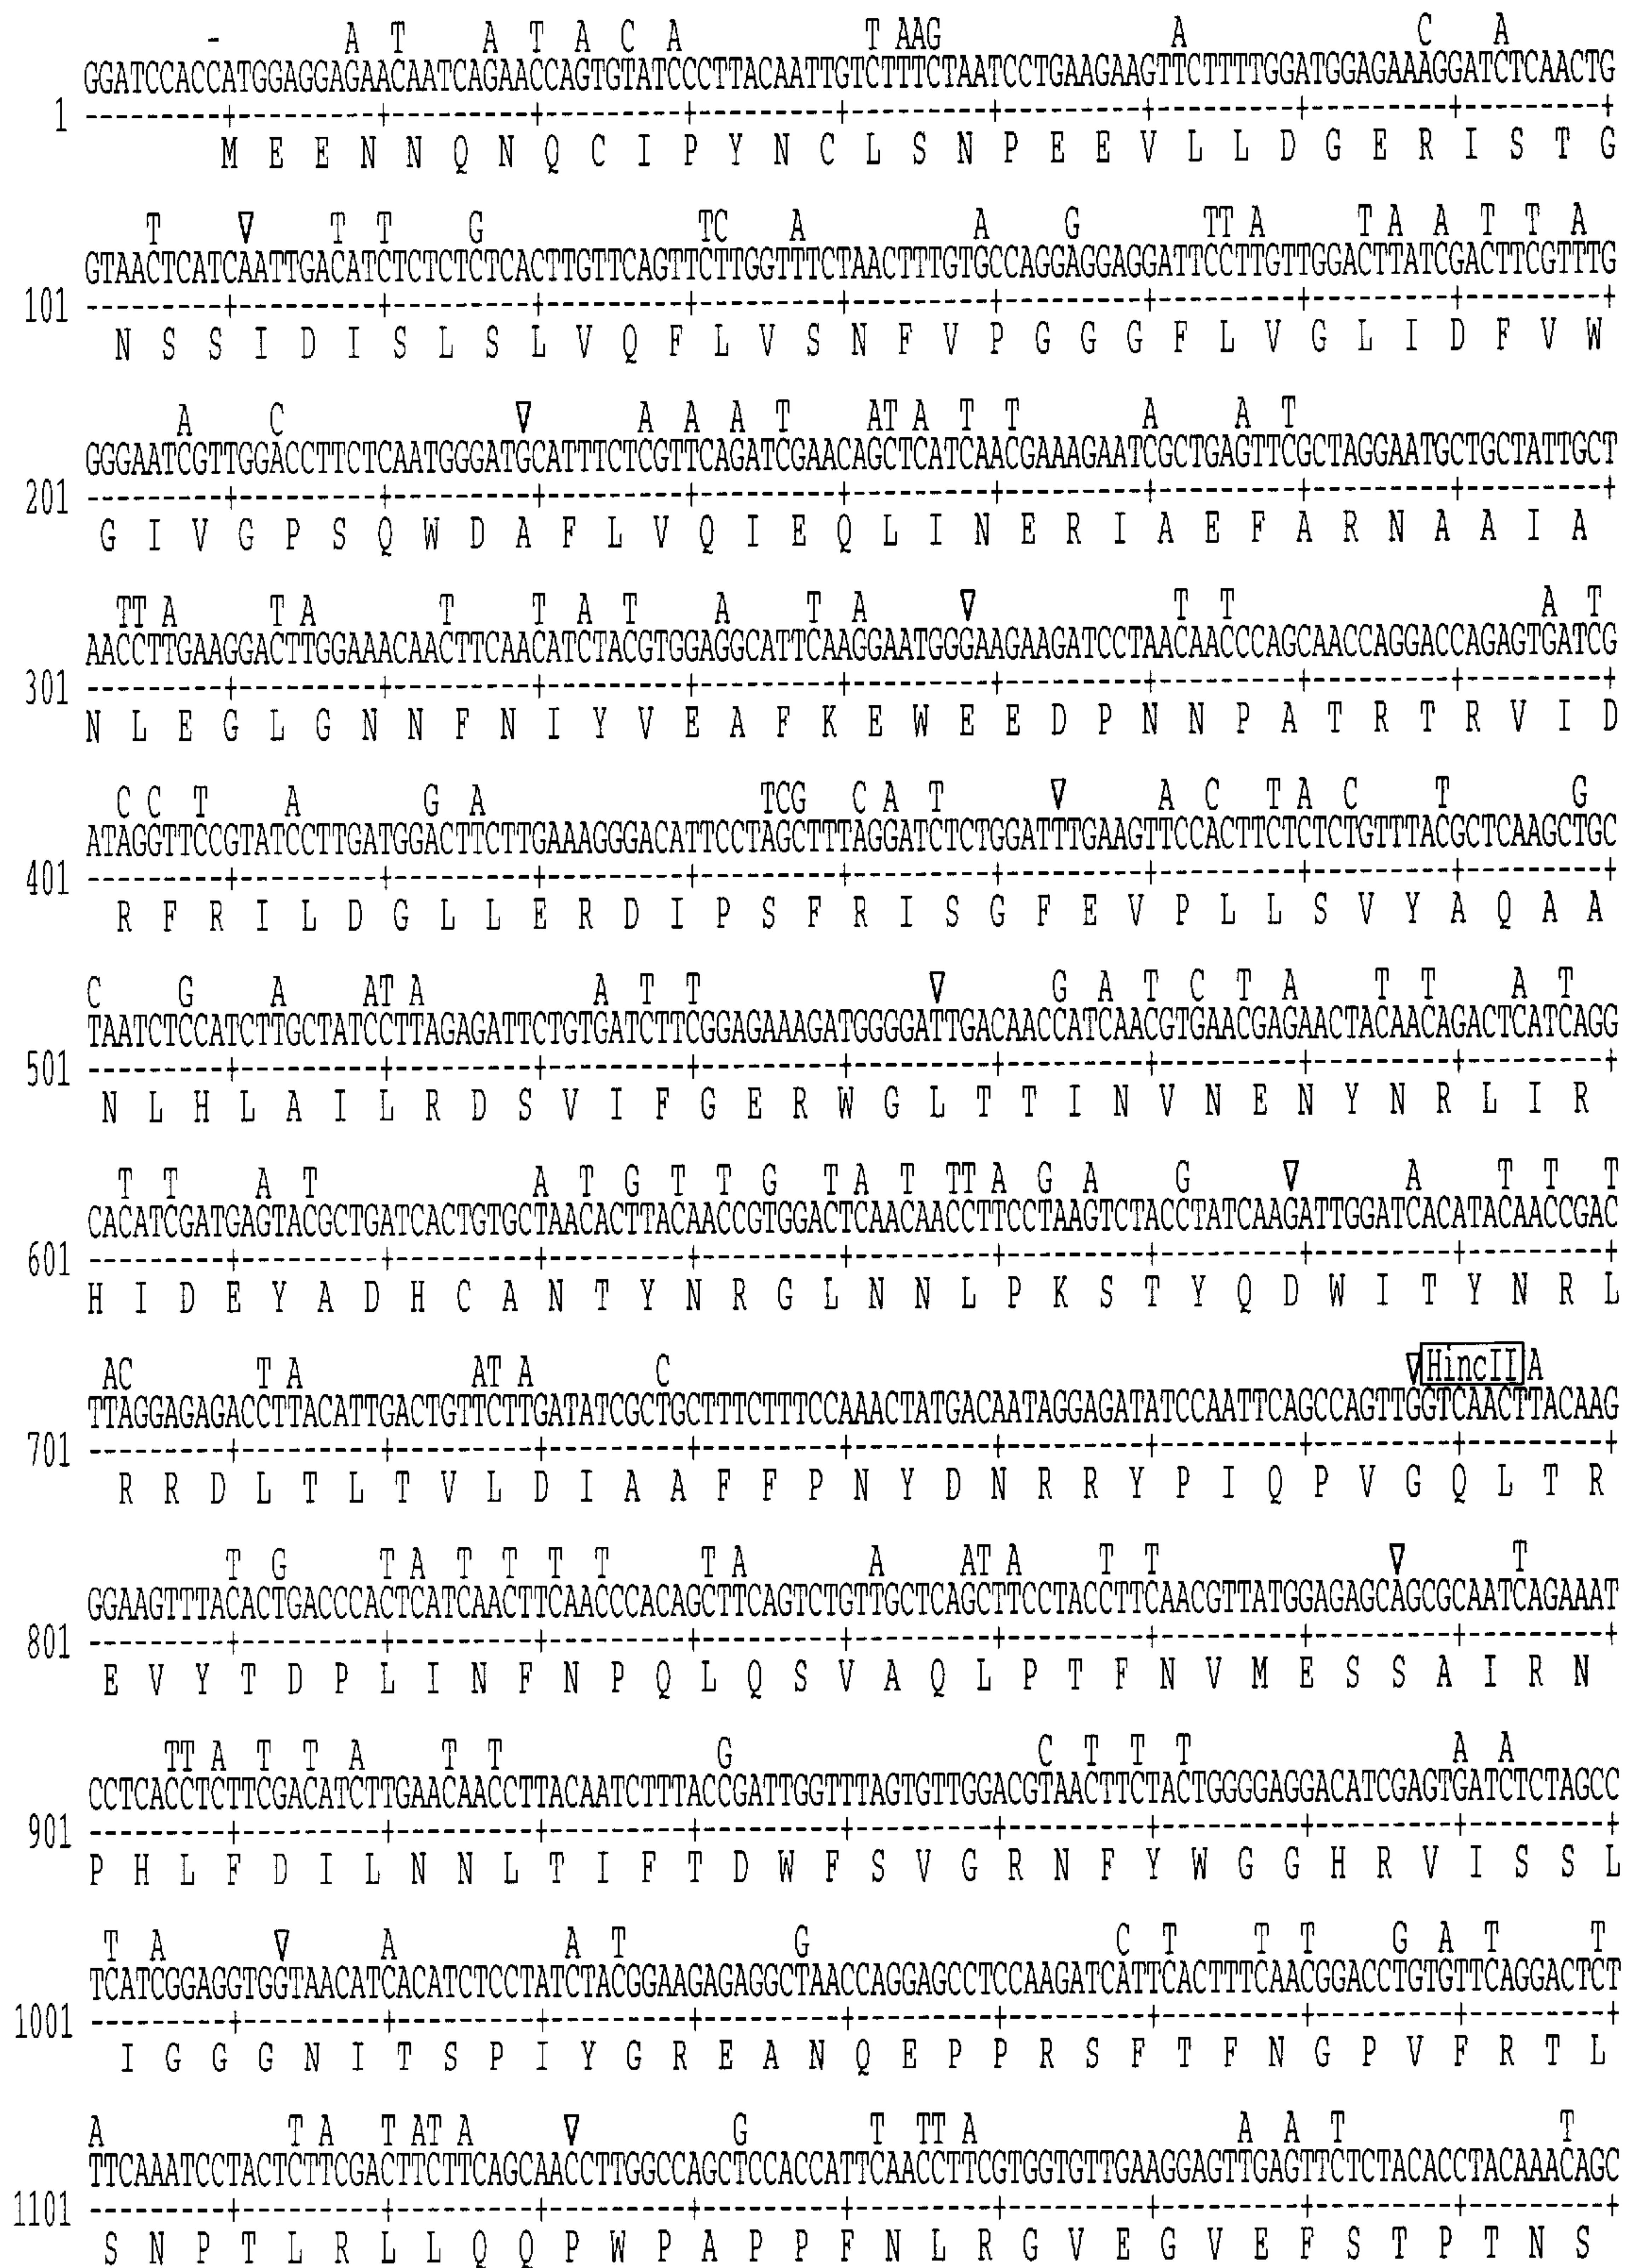 - A T A T A C A T AAG A C A
GGATCCACCATGGAGGAGAACAATCAGAACCAGTGTATCCCTTACAATTGTCTTTCTAATCCTGAAGAAGTTCTTTTGGATGGAGAAAGGATCTCAACTG
1 ---------+---------+---------+---------+---------+---------+---------+---------+---------+---------+
M E E N N Q N Q C I P Y N C L S N P E E V L L D G E R I S T G
T ∇ T T G TC A A G TT A T A A T T A
GTAACTCATCAATTGACATCTCTCTCTCACTTGTTCAGTTCTTGGTTTCTAACTTTGTGCCAGGAGGAGGATTCCTTGTTGGACTTATCGACTTCGTTTG
101 ---------+---------+---------+---------+---------+---------+---------+---------+---------+---------+
N S S I D I S L S L V Q F L V S N F V P G G G F L V G L I D F V W
A C ∇ A A A T AT A T T A A T
GGGAATCGTTGGACCTTCTCAATGGGATGCATTTCTCGTTCAGATCGAACAGCTCATCAACGAAAGAATCGCTGAGTTCGCTAGGAATGCTGCTATTGCT
201 ---------+---------+---------+---------+---------+---------+---------+---------+---------+---------+
G I V G P S Q W D A F L V Q I E Q L I N E R I A E F A R N A A I A
TT A T A T T A T A T A ∇ T T A T
AACCTTGAAGGACTTGGAAACAACTTCAACATCTACGTGGAGGCATTCAAGGAATGGGAAGAAGATCCTAACAACCCAGCAACCAGGACCAGAGTGATCG
301 ---------+---------+---------+---------+---------+---------+---------+---------+---------+---------+
N L E G L G N N F N I Y V E A F K E W E E D P N N P A T R T R V I D
C C T A G A TCG C A T ∇ A C T A C T G
ATAGGTTCCGTATCCTTGATGGACTTCTTGAAAGGGACATTCCTAGCTTTAGGATCTCTGGATTTGAAGTTCCACTTCTCTCTGTTTACGCTCAAGCTGC
401 ---------+---------+---------+---------+---------+---------+---------+---------+---------+---------+
R F R I L D G L L E R D I P S F R I S G F E V P L L S V Y A Q A A
C G A AT A A T T ∇ G A T C T A T T A T
TAATCTCCATCTTGCTATCCTTAGAGATTCTGTGATCTTCGGAGAAAGATGGGGATTGACAACCATCAACGTGAACGAGAACTACAACAGACTCATCAGG
501 ---------+---------+---------+---------+---------+---------+---------+---------+---------+---------+
N L H L A I L R D S V I F G E R W G L T T I N V N E N Y N R L I R
T T A T A T G T T G T A T TT A G A G ∇ A T T T
CACATCGATGAGTACGCTGATCACTGTGCTAACACTTACAACCGTGGACTCAACAACCTTCCTAAGTCTACCTATCAAGATTGGATCACATACAACCGAC
601 ---------+---------+---------+---------+---------+---------+---------+---------+---------+---------+
H I D E Y A D H C A N T Y N R G L N N L P K S T Y Q D W I T Y N R L
AC T A AT A C ∇ HincII A
TTAGGAGAGACCTTACATTGACTGTTCTTGATATCGCTGCTTTCTTTCCAAACTATGACAATAGGAGATATCCAATTCAGCCAGTTGGTCAACTTACAAG
701 ---------+---------+---------+---------+---------+---------+---------+---------+---------+---------+
R R D L T L T V L D I A A F F P N Y D N R R Y P I Q P V G Q L T R
T G T A T T T T T A A AT A T T ∇ T
GGAAGTTTACACTGACCCACTCATCAACTTCAACCCACAGCTTCAGTCTGTTGCTCAGCTTCCTACCTTCAACGTTATGGAGAGCAGCGCAATCAGAAAT
801 ---------+---------+---------+---------+---------+---------+---------+---------+---------+---------+
E V Y T D P L I N F N P Q L Q S V A Q L P T F N V M E S S A I R N
TT A T T A T T G C T T T A A
CCTCACCTCTTCGACATCTTGAACAACCTTACAATCTTTACCGATTGGTTTAGTGTTGGACGTAACTTCTACTGGGGAGGACATCGAGTGATCTCTAGCC
901 ---------+---------+---------+---------+---------+---------+---------+---------+---------+---------+
P H L F D I L N N L T I F T D W F S V G R N F Y W G G H R V I S S L
T A ∇ A A T G C T T T G A T T
TCATCGGAGGTGGTAACATCACATCTCCTATCTACGGAAGAGAGGCTAACCAGGAGCCTCCAAGATCATTCACTTTCAACGGACCTGTGTTCAGGACTCT
1001 ---------+---------+---------+---------+---------+---------+---------+---------+---------+---------+
I G G G N I T S P I Y G R E A N Q E P P R S F T F N G P V F R T L
A T A T AT A ∇ G T TT A A A T T
TTCAAATCCTACTCTTCGACTTCTTCAGCAACCTTGGCCAGCTCCACCATTCAACCTTCGTGGTGTTGAAGGAGTTGAGTTCTCTACACCTACAAACAGC
1101 ---------+---------+---------+---------+---------+---------+---------+---------+---------+---------+
S N P T L R L L Q Q P W P A P P F N L R G V E G V E F S T P T N S